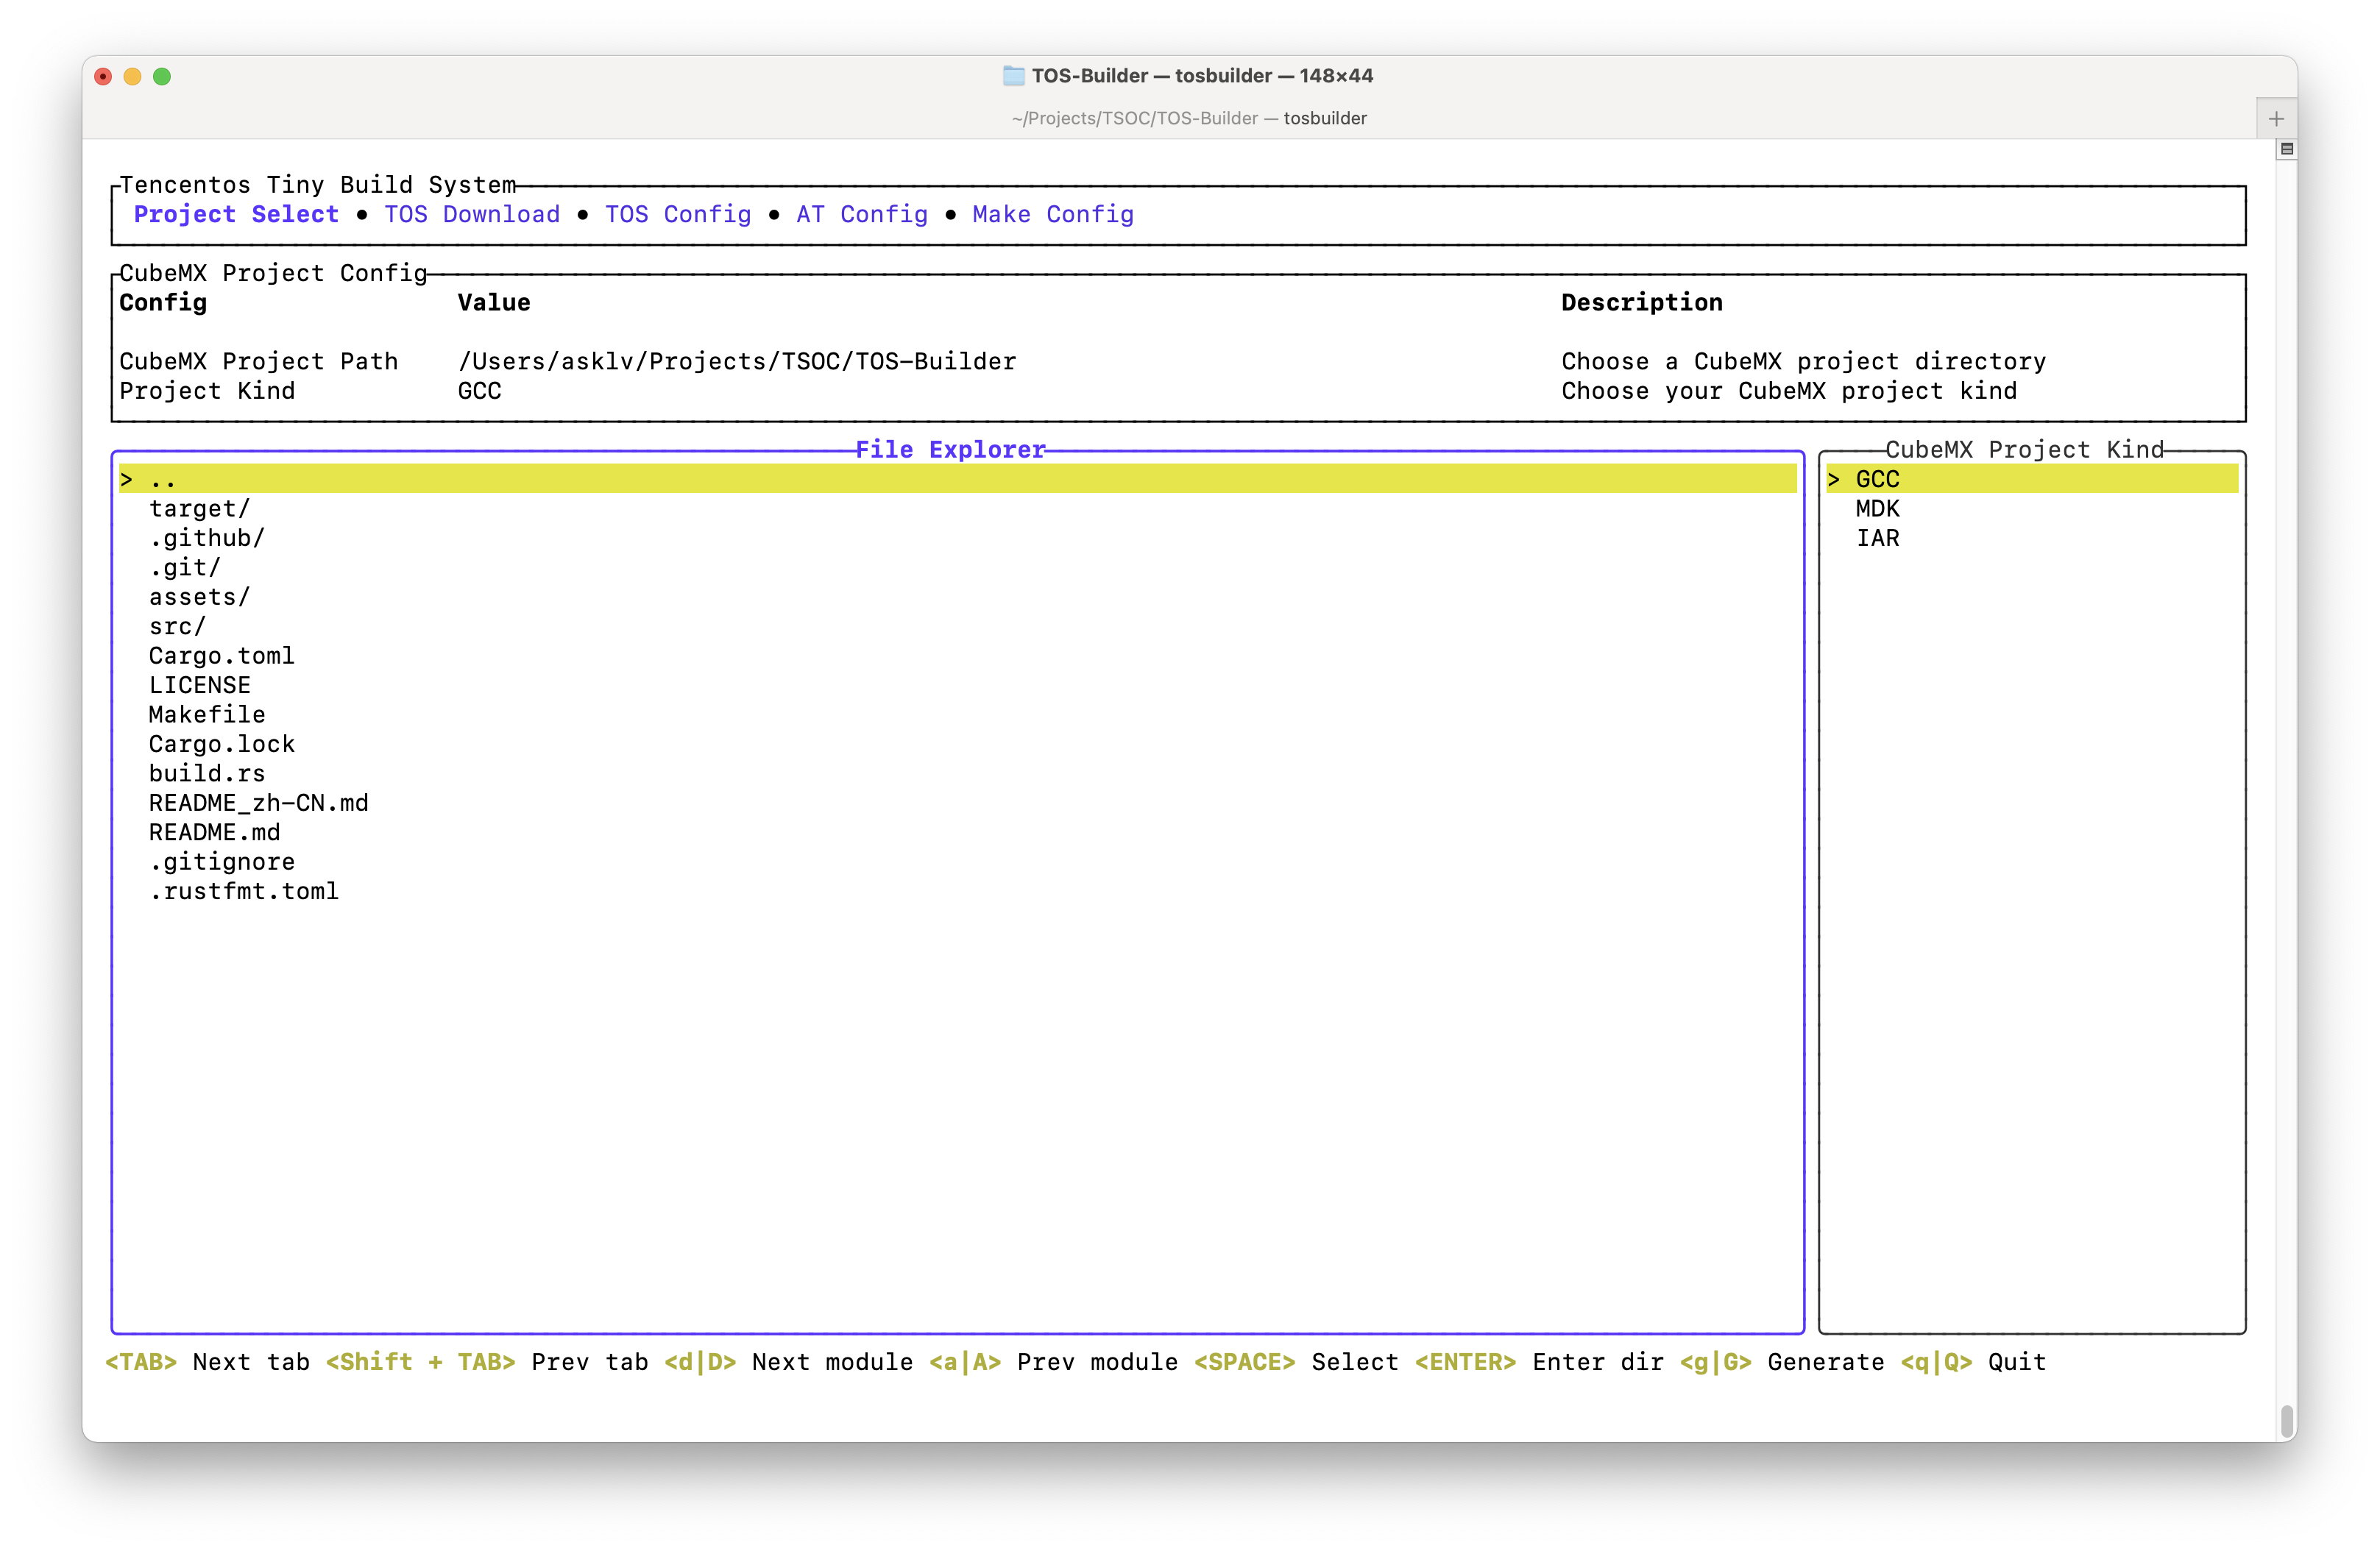 TOS-Builder — tosbuilder — 148×44
~/Projects/TSOC/TOS-Builder — tosbuilder
Tencentos Tiny Build System
Project Select • TOS Download • TOS Config • AT Config • Make Config
CubeMX Project Config
Config Value Description
CubeMX Project Path /Users/asklv/Projects/TSOC/TOS-Builder Choose a CubeMX project directory
Project Kind GCC Choose your CubeMX project kind
File Explorer
> ..
target/
.github/
.git/
assets/
src/
Cargo.toml
LICENSE
Makefile
Cargo.lock
build.rs
README_zh-CN.md
README.md
.gitignore
.rustfmt.toml
CubeMX Project Kind
> GCC
MDK
IAR
<TAB> Next tab <Shift + TAB> Prev tab <d|D> Next module <a|A> Prev module <SPACE> Select <ENTER> Enter dir <g|G> Generate <q|Q> Quit